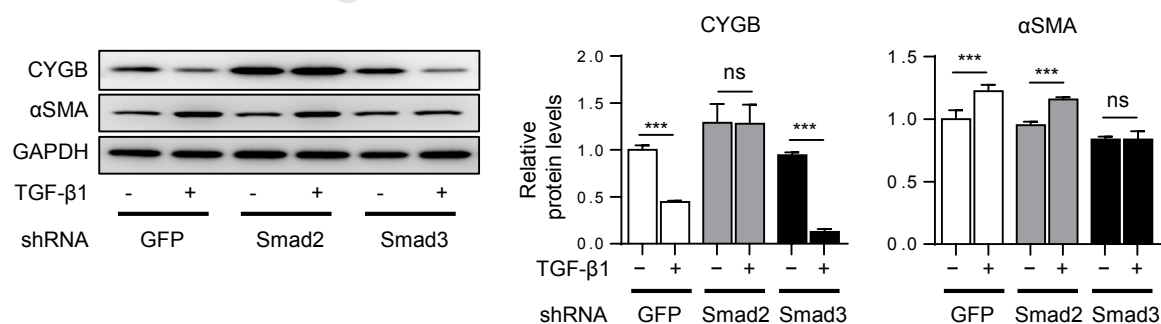 CYGB
αSMA
GAPDH
TGF-β1 - + - + - +
shRNA GFP Smad2 Smad3
CYGB
Relative
protein levels
2.0
1.5
1.0
0.5
0.0
*** ns ***
TGF-β1 − + − + − +
shRNA GFP Smad2 Smad3
αSMA
1.5
1.0
0.5
0.0
*** *** ns
− + − + − +
GFP Smad2 Smad3